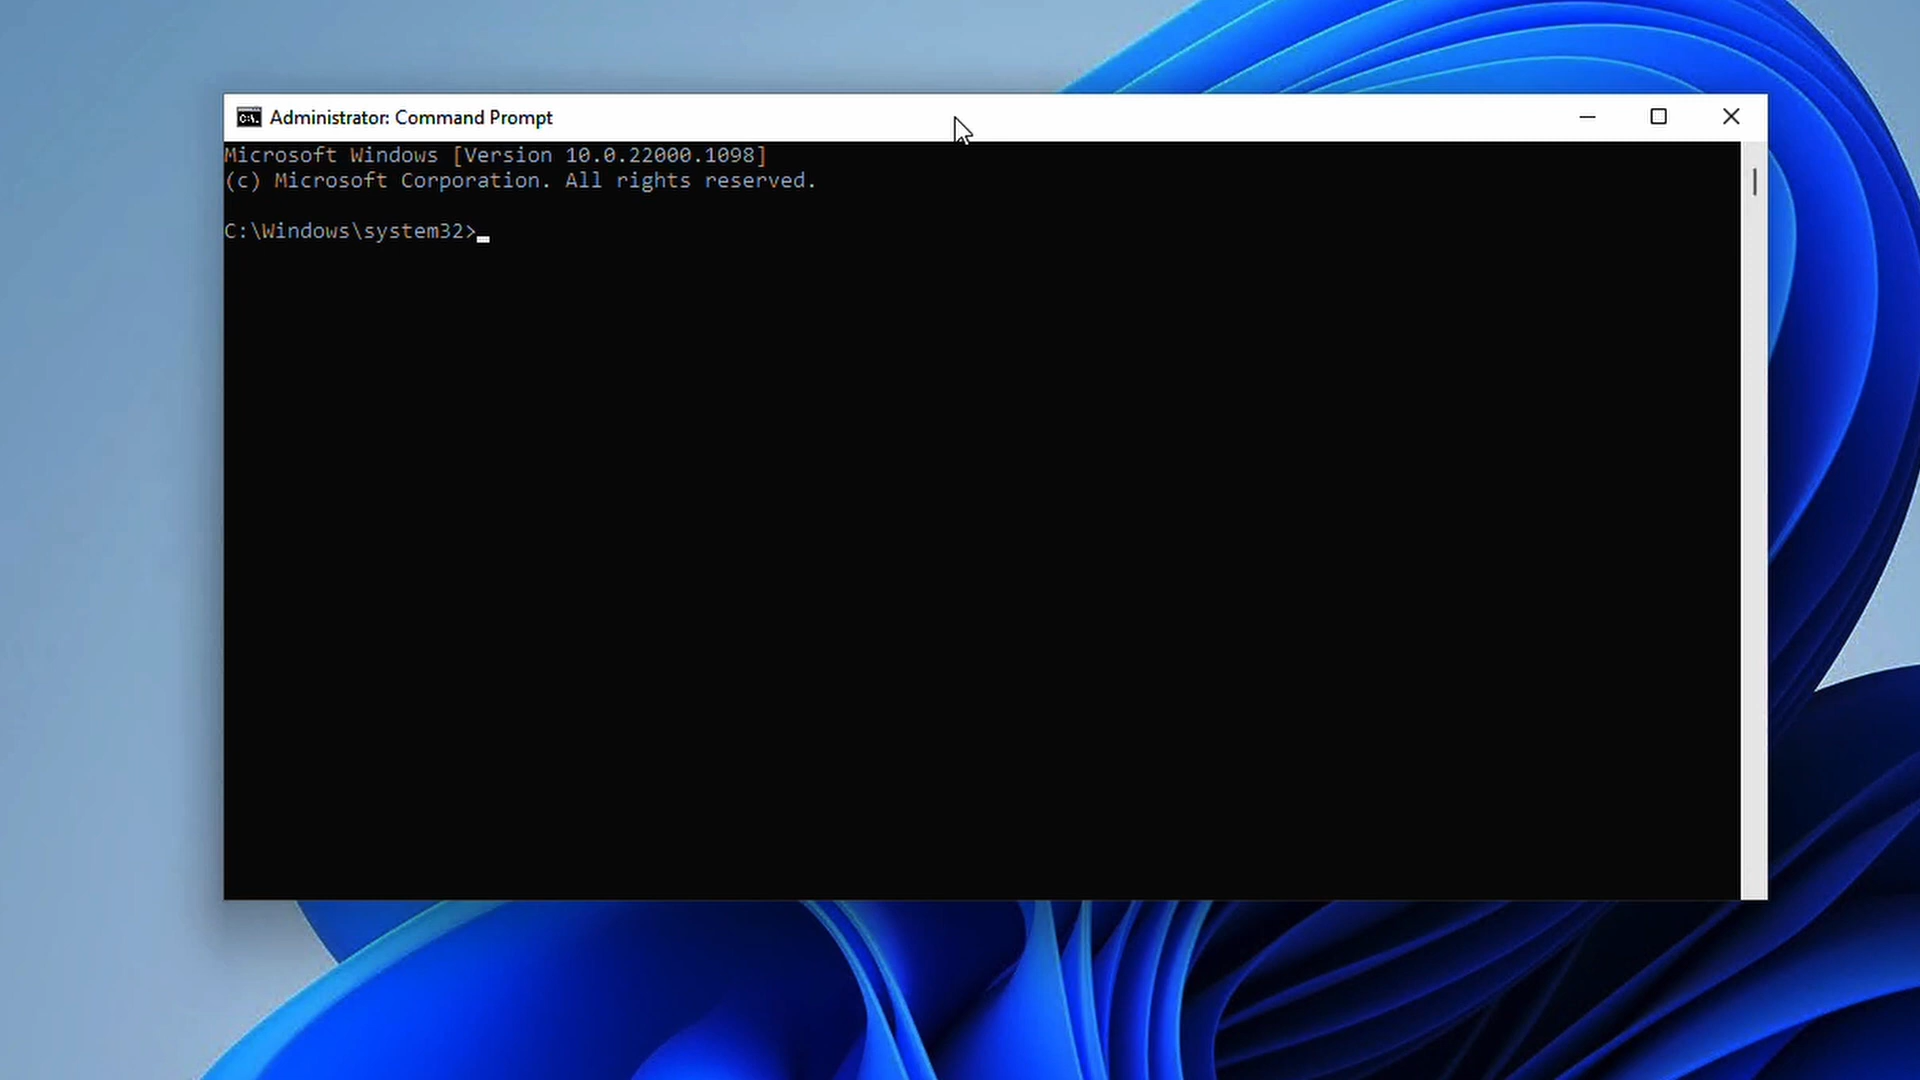 Administrator: Command Prompt
Microsoft Windows [Version 10.0.22000.1098]
(c) Microsoft Corporation. All rights reserved.
C:\Windows\system32>